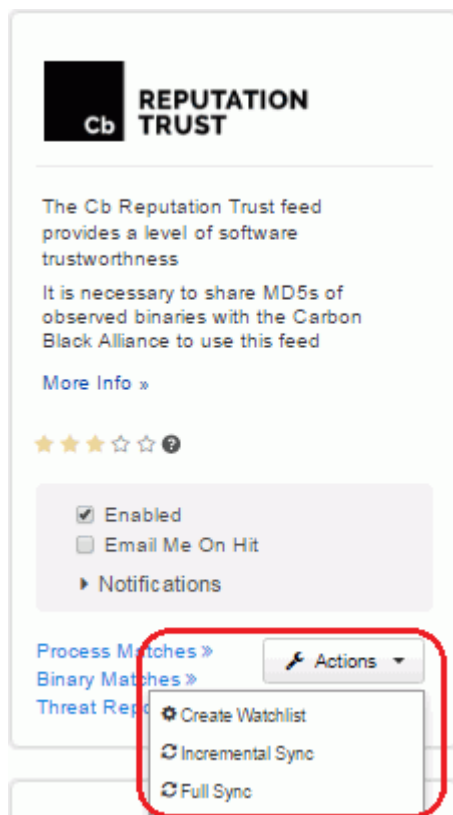 Cb REPUTATION
TRUST
The Cb Reputation Trust feed
provides a level of software
trustworthness
It is necessary to share MD5s of
observed binaries with the Carbon
Black Alliance to use this feed
More Info »
Enabled
Email Me On Hit
Notifications
Process Matches »
Actions
Binary Matches »
Threat
Create Watchlist
Incremental Sync
Full Sync